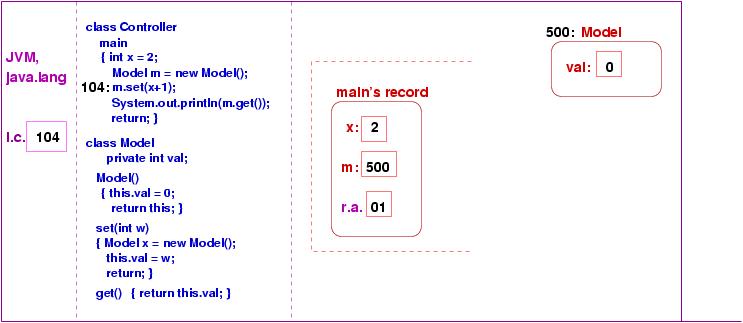 JVM,
java.lang
i.c. 104
class Controller
main
{ int x = 2;
Model m = new Model();
104: m.set(x+1);
System.out.println(m.get());
return; }
class Model
private int val;
Model()
{ this.val = 0;
return this; }
set(int w)
{ Model x = new Model();
this.val = w;
return; }
get() { return this.val; }
main's record
x: 2
m: 500
r.a. 01
500: Model
val: 0